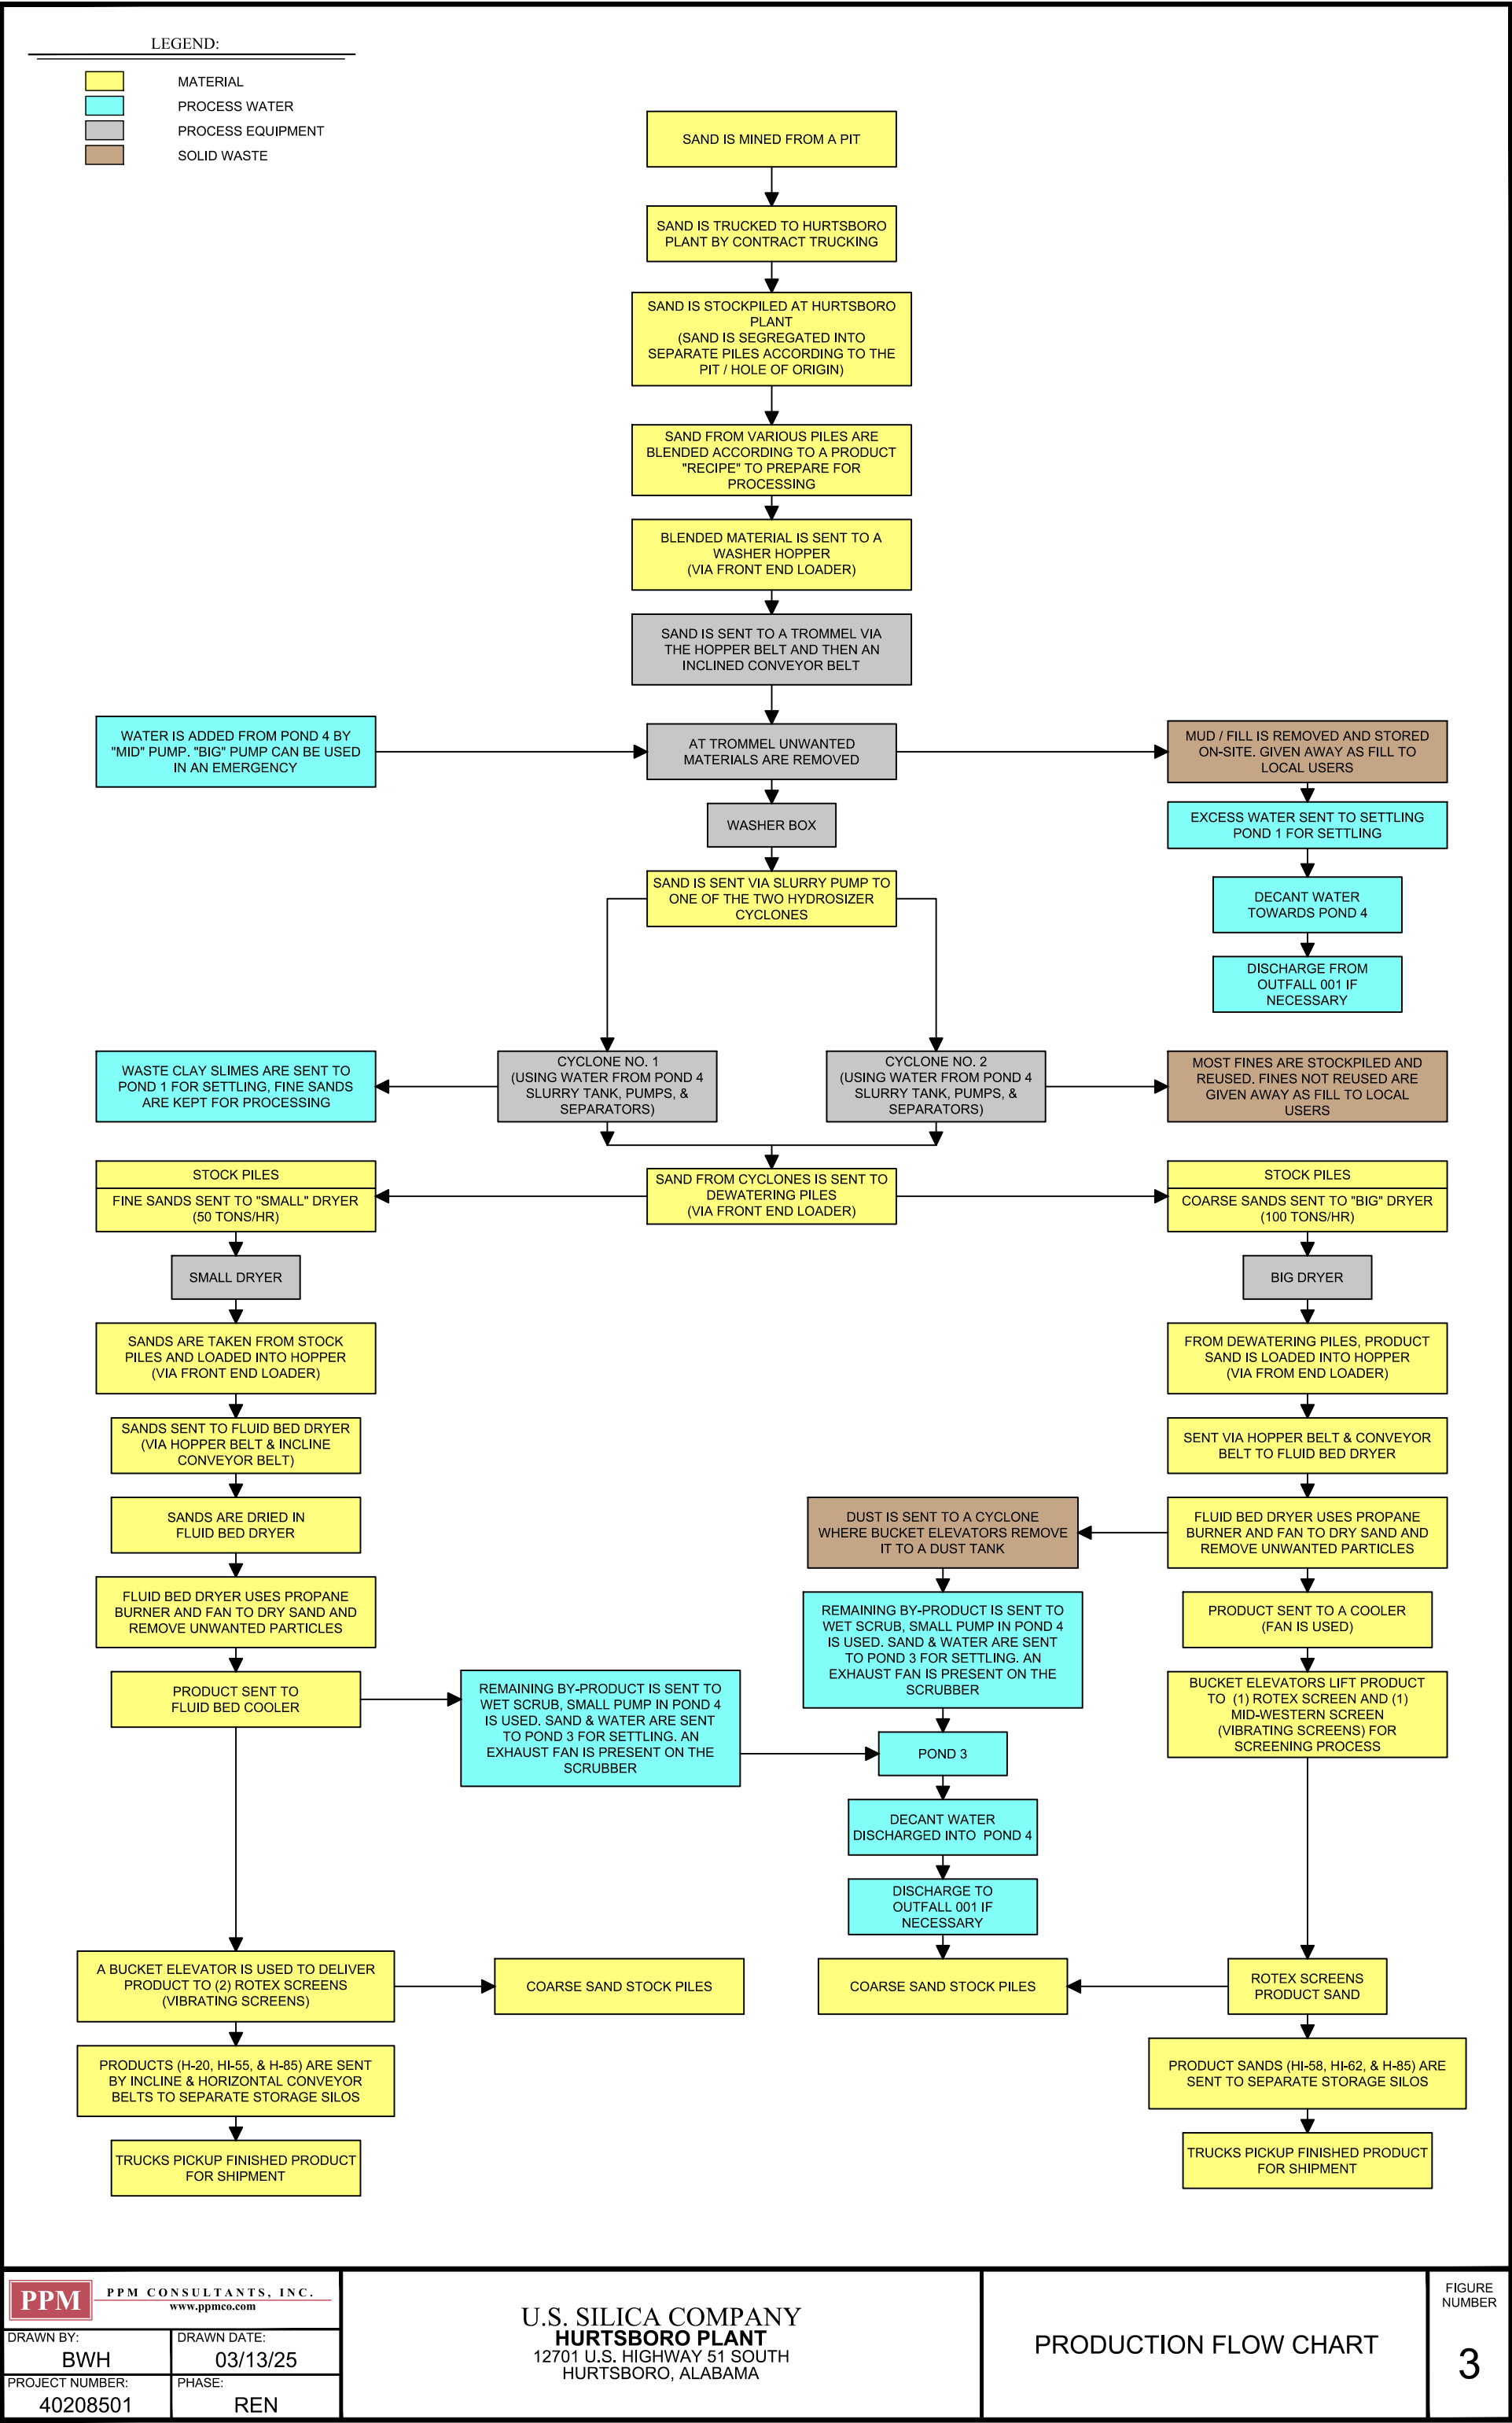 LEGEND:
MATERIAL
PROCESS WATER
PROCESS EQUIPMENT
SOLID WASTE
SAND IS MINED FROM A PIT
SAND IS TRUCKED TO HURTSBORO
PLANT BY CONTRACT TRUCKING
SAND IS STOCKPILED AT HURTSBORO
PLANT
(SAND IS SEGREGATED INTO
SEPARATE PILES ACCORDING TO THE
PIT / HOLE OF ORIGIN)
SAND FROM VARIOUS PILES ARE
BLENDED ACCORDING TO A PRODUCT
"RECIPE" TO PREPARE FOR
PROCESSING
BLENDED MATERIAL IS SENT TO A
WASHER HOPPER
(VIA FRONT END LOADER)
SAND IS SENT TO A TROMMEL VIA
THE HOPPER BELT AND THEN AN
INCLINED CONVEYOR BELT
WATER IS ADDED FROM POND 4 BY
"MID" PUMP. "BIG" PUMP CAN BE USED
IN AN EMERGENCY
AT TROMMEL UNWANTED
MATERIALS ARE REMOVED
MUD / FILL IS REMOVED AND STORED
ON-SITE. GIVEN AWAY AS FILL TO
LOCAL USERS
WASHER BOX
EXCESS WATER SENT TO SETTLING
POND 1 FOR SETTLING
SAND IS SENT VIA SLURRY PUMP TO
ONE OF THE TWO HYDROSIZER
CYCLONES
DECANT WATER
TOWARDS POND 4
DISCHARGE FROM
OUTFALL 001 IF
NECESSARY
WASTE CLAY SLIMES ARE SENT TO
POND 1 FOR SETTLING, FINE SANDS
ARE KEPT FOR PROCESSING
CYCLONE NO. 1
(USING WATER FROM POND 4
SLURRY TANK, PUMPS, &
SEPARATORS)
CYCLONE NO. 2
(USING WATER FROM POND 4
SLURRY TANK, PUMPS, &
SEPARATORS)
MOST FINES ARE STOCKPILED AND
REUSED. FINES NOT REUSED ARE
GIVEN AWAY AS FILL TO LOCAL
USERS
STOCK PILES
FINE SANDS SENT TO "SMALL" DRYER
(50 TONS/HR)
SAND FROM CYCLONES IS SENT TO
DEWATERING PILES
(VIA FRONT END LOADER)
STOCK PILES
COARSE SANDS SENT TO "BIG" DRYER
(100 TONS/HR)
SMALL DRYER
BIG DRYER
SANDS ARE TAKEN FROM STOCK
PILES AND LOADED INTO HOPPER
(VIA FRONT END LOADER)
FROM DEWATERING PILES, PRODUCT
SAND IS LOADED INTO HOPPER
(VIA FROM END LOADER)
SANDS SENT TO FLUID BED DRYER
(VIA HOPPER BELT & INCLINE
CONVEYOR BELT)
SENT VIA HOPPER BELT & CONVEYOR
BELT TO FLUID BED DRYER
SANDS ARE DRIED IN
FLUID BED DRYER
DUST IS SENT TO A CYCLONE
WHERE BUCKET ELEVATORS REMOVE
IT TO A DUST TANK
FLUID BED DRYER USES PROPANE
BURNER AND FAN TO DRY SAND AND
REMOVE UNWANTED PARTICLES
FLUID BED DRYER USES PROPANE
BURNER AND FAN TO DRY SAND AND
REMOVE UNWANTED PARTICLES
REMAINING BY-PRODUCT IS SENT TO
WET SCRUB, SMALL PUMP IN POND 4
IS USED. SAND & WATER ARE SENT
TO POND 3 FOR SETTLING. AN
EXHAUST FAN IS PRESENT ON THE
SCRUBBER
PRODUCT SENT TO A COOLER
(FAN IS USED)
PRODUCT SENT TO
FLUID BED COOLER
REMAINING BY-PRODUCT IS SENT TO
WET SCRUB, SMALL PUMP IN POND 4
IS USED. SAND & WATER ARE SENT
TO POND 3 FOR SETTLING. AN
EXHAUST FAN IS PRESENT ON THE
SCRUBBER
BUCKET ELEVATORS LIFT PRODUCT
TO (1) ROTEX SCREEN AND (1)
MID-WESTERN SCREEN
(VIBRATING SCREENS) FOR
SCREENING PROCESS
POND 3
DECANT WATER
DISCHARGED INTO POND 4
DISCHARGE TO
OUTFALL 001 IF
NECESSARY
A BUCKET ELEVATOR IS USED TO DELIVER
PRODUCT TO (2) ROTEX SCREENS
(VIBRATING SCREENS)
COARSE SAND STOCK PILES
COARSE SAND STOCK PILES
ROTEX SCREENS
PRODUCT SAND
PRODUCTS (H-20, HI-55, & H-85) ARE SENT
BY INCLINE & HORIZONTAL CONVEYOR
BELTS TO SEPARATE STORAGE SILOS
PRODUCT SANDS (HI-58, HI-62, & H-85) ARE
SENT TO SEPARATE STORAGE SILOS
TRUCKS PICKUP FINISHED PRODUCT
FOR SHIPMENT
TRUCKS PICKUP FINISHED PRODUCT
FOR SHIPMENT
PPM
PPM CONSULTANTS, INC.
www.ppmco.com
DRAWN BY:
BWH
DRAWN DATE:
03/13/25
PROJECT NUMBER:
40208501
PHASE:
REN
U.S. SILICA COMPANY
HURTSBORO PLANT
12701 U.S. HIGHWAY 51 SOUTH
HURTSBORO, ALABAMA
PRODUCTION FLOW CHART
FIGURE
NUMBER
3